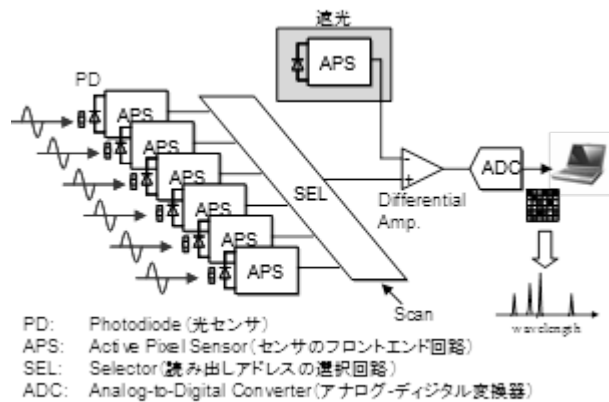 遮光
APS
PD
APS
APS
APS
APS
APS
APS
SEL
-
+
Differential
Amp.
ADC
Scan
wavelength
PD: Photodiode(光センサ)
APS: Active Pixel Sensor(センサのフロントエンド回路)
SEL: Selector(読み出しアドレスの選択回路)
ADC: Analog-to-Digital Converter(アナログ-ディジタル変換器)